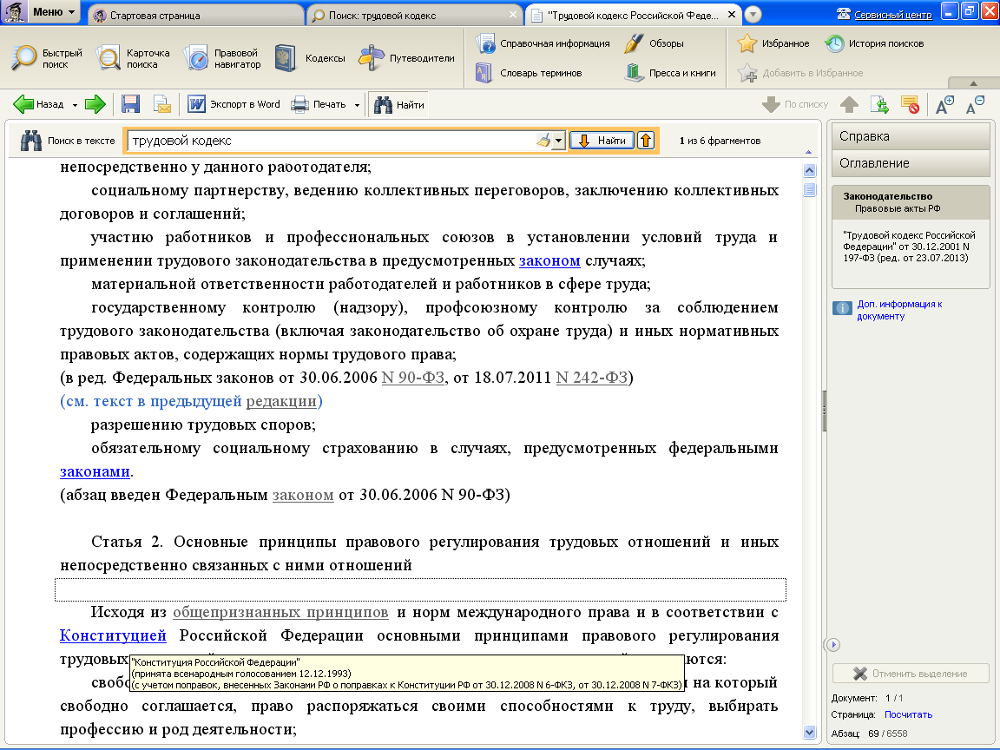 Меню
Стартовая страница
Поиск: трудовой кодекс
"Трудовой кодекс Российской Феде...
Сервисный центр
Быстрый поиск
Карточка поиска
Правовой навигатор
Кодексы
Путеводители
Справочная информация
Словарь терминов
Обзоры
Пресса и книги
Избранное
История поисков
Добавить в Избранное
Назад
Экспорт в Word
Печать
Найти
По списку
Поиск в тексте
трудовой кодекс
Найти
1 из 6 фрагментов
непосредственно у данного работодателя;
социальному партнерству, ведению коллективных переговоров, заключению коллективных
договоров и соглашений;
участию работников и профессиональных союзов в установлении условий труда и
применении трудового законодательства в предусмотренных законом случаях;
материальной ответственности работодателей и работников в сфере труда;
государственному контролю (надзору), профсоюзному контролю за соблюдением
трудового законодательства (включая законодательство об охране труда) и иных нормативных
правовых актов, содержащих нормы трудового права;
(в ред. Федеральных законов от 30.06.2006 N 90-ФЗ, от 18.07.2011 N 242-ФЗ)
(см. текст в предыдущей редакции)
разрешению трудовых споров;
обязательному социальному страхованию в случаях, предусмотренных федеральными
законами.
(абзац введен Федеральным законом от 30.06.2006 N 90-ФЗ)
Статья 2. Основные принципы правового регулирования трудовых отношений и иных
непосредственно связанных с ними отношений
Исходя из общепризнанных принципов и норм международного права и в соответствии с
Конституцией Российской Федерации основными принципами правового регулирования
трудовых аются:
"Конституция Российской Федерации"
(принята всенародным голосованием 12.12.1993)
(с учетом поправок, внесенных Законами РФ о поправках к Конституции РФ от 30.12.2008 N 6-ФКЗ, от 30.12.2008 N 7-ФКЗ)
свобо на который
свободно соглашается, право распоряжаться своими способностями к труду, выбирать
профессию и род деятельности;
Справка
Оглавление
Законодательство
Правовые акты РФ
"Трудовой кодекс Российской
Федерации" от 30.12.2001 N
197-ФЗ (ред. от 23.07.2013)
Доп. информация к
документу
Отменить выделение
Документ: 1 / 1
Страница: Посчитать
Абзац: 69 / 6558